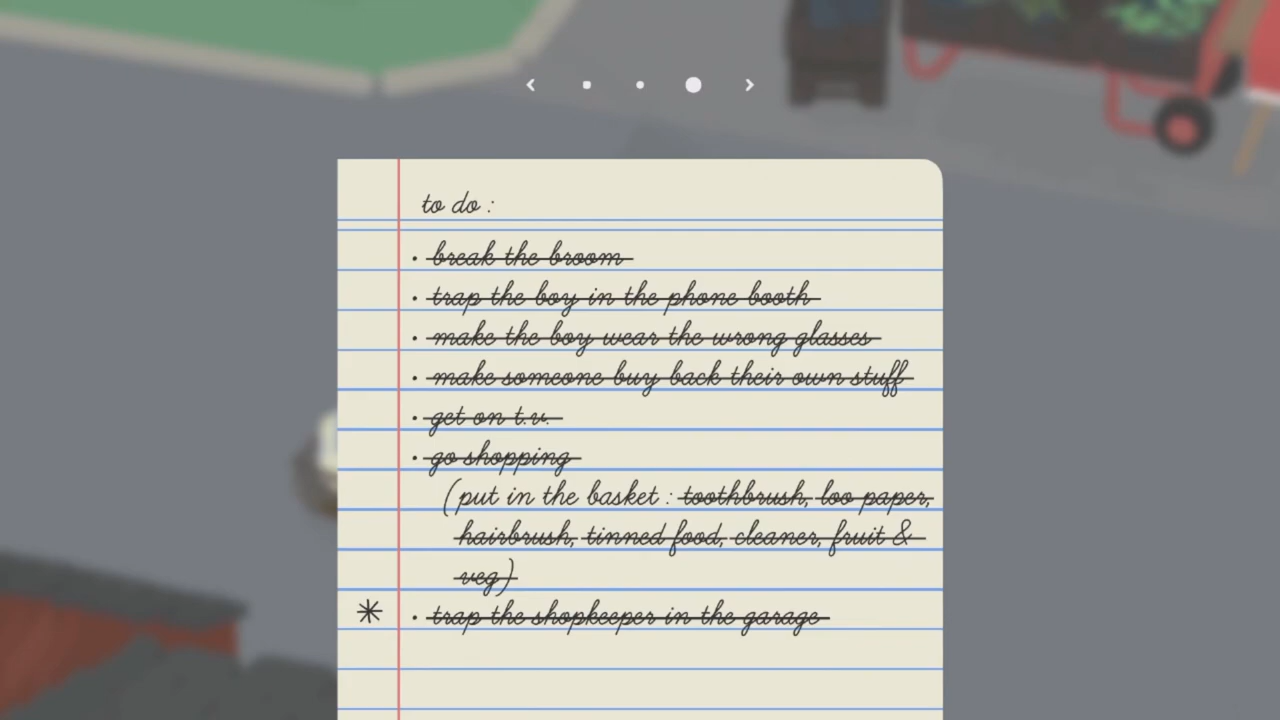 to do :
• break the broom
• trap the boy in the phone booth
• make the boy wear the wrong glasses
• make someone buy back their own stuff
• get on t.v.
• go shopping
(put in the basket : toothbrush, loo paper,
hairbrush, tinned food, cleaner, fruit &
veg)
• trap the shopkeeper in the garage